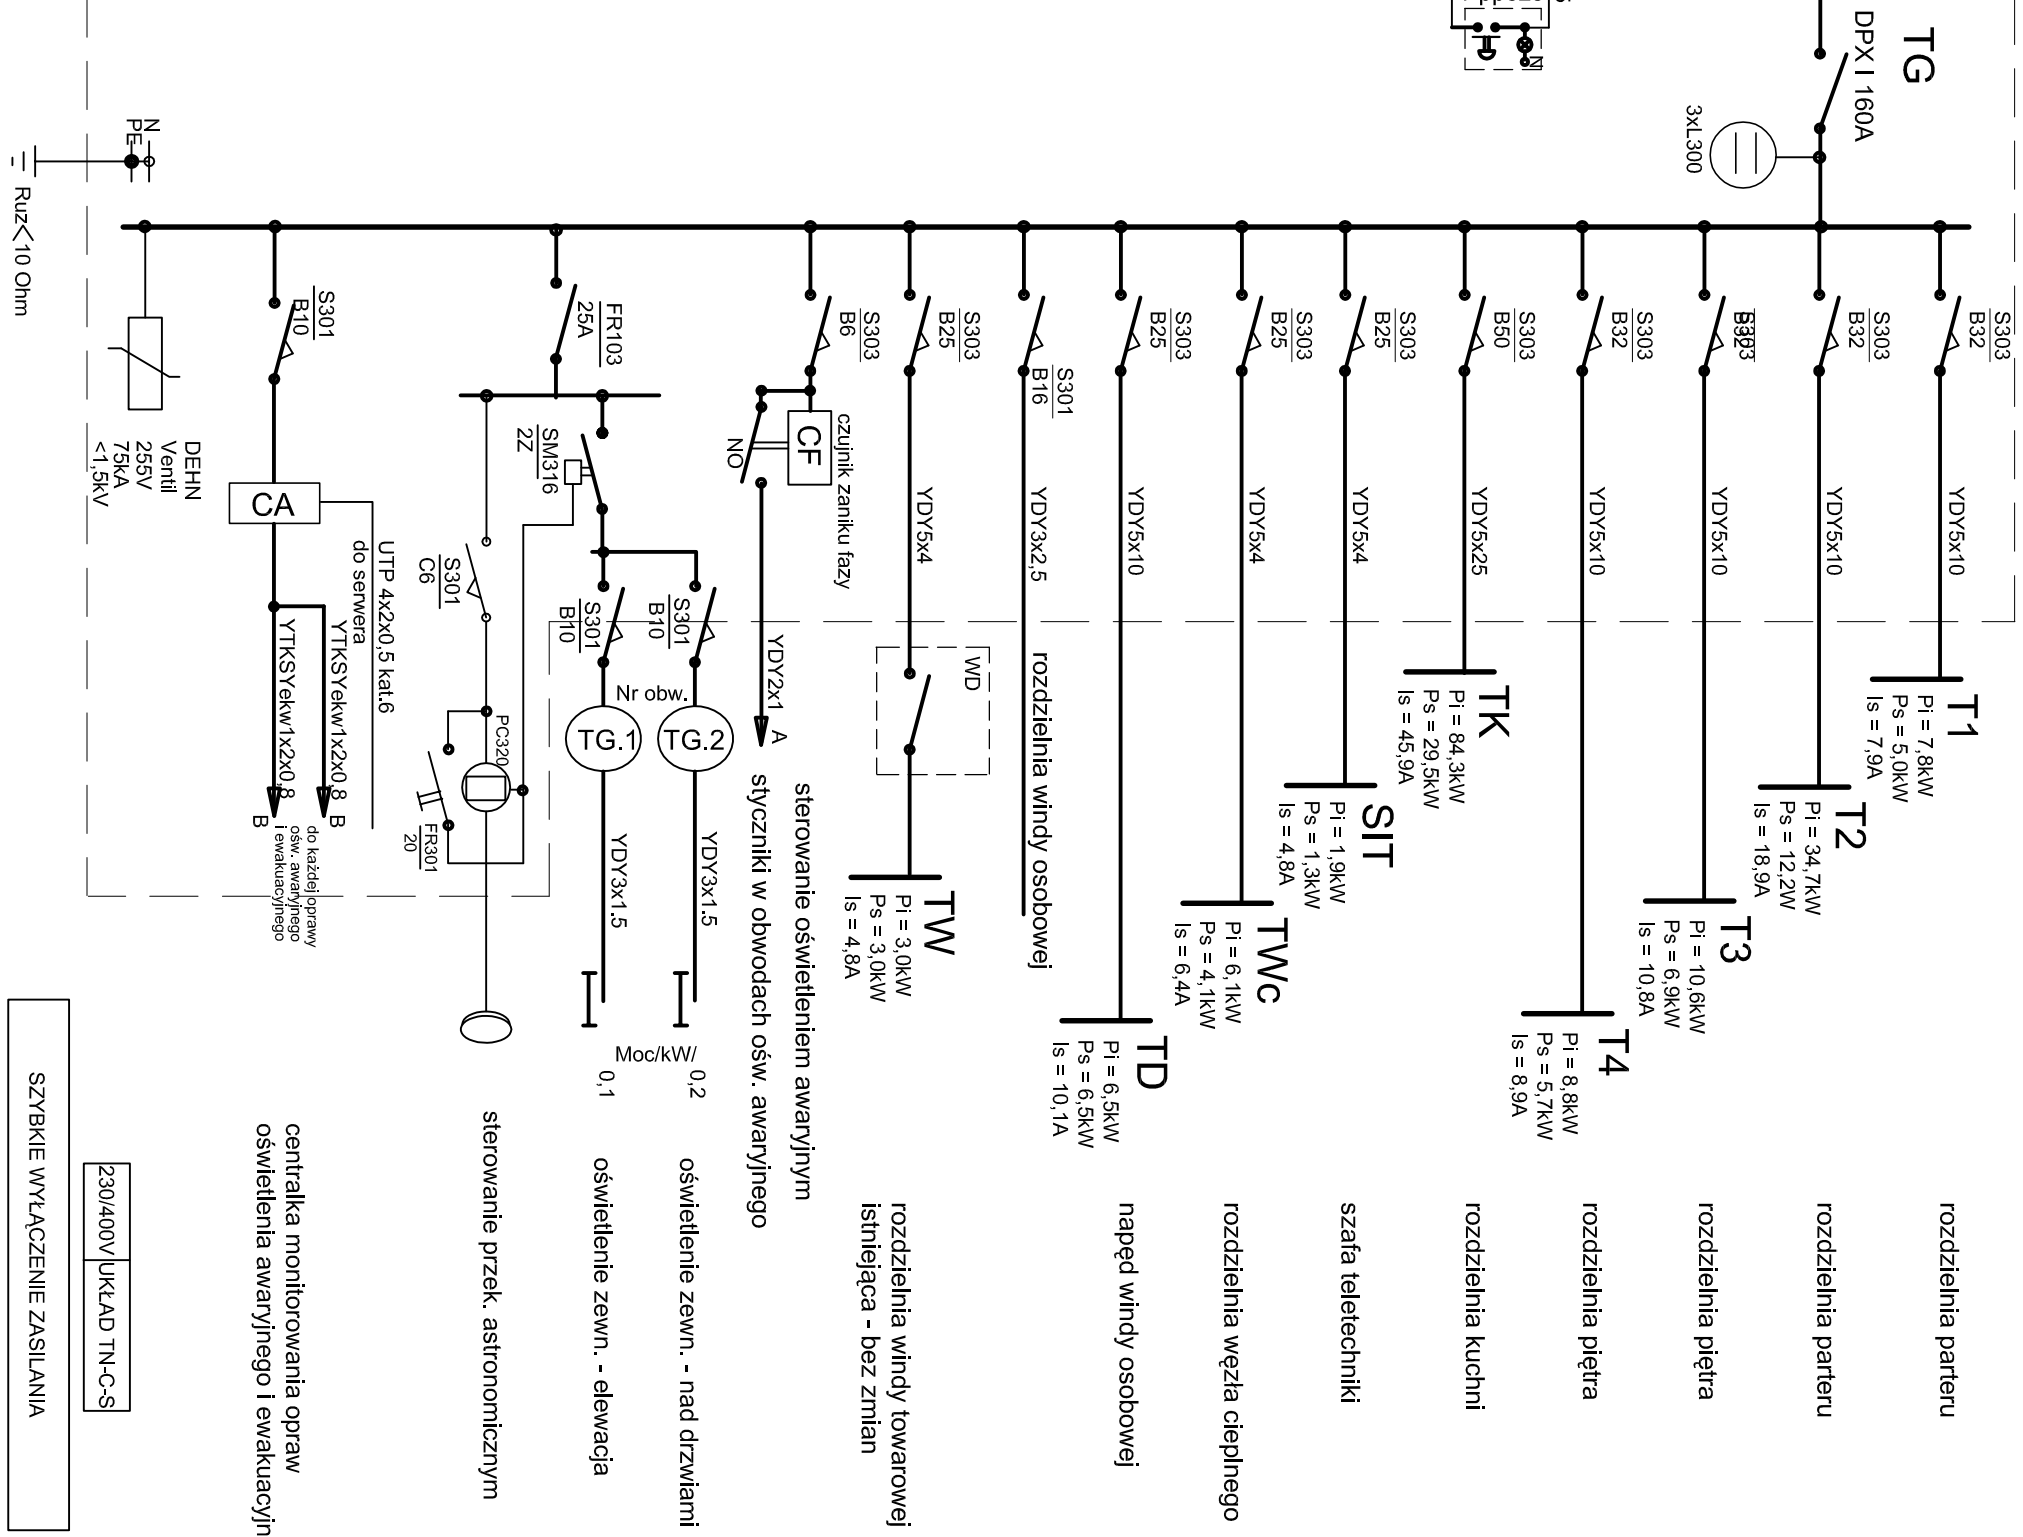 TG
DPX I 160A
3xL300
N
N
PE
Ruz<10 Ohm
S303
B32
YDY5x10
T1
Pi = 7,8kW
Ps = 5,0kW
Is = 7,9A
rozdzielnia parteru
S303
B32
YDY5x10
T2
Pi = 34,7kW
Ps = 12,2W
Is = 18,9A
rozdzielnia parteru
S303
B32
YDY5x10
T3
Pi = 10,6kW
Ps = 6,9kW
Is = 10,8A
rozdzielnia piętra
S303
B32
YDY5x10
T4
Pi = 8,8kW
Ps = 5,7kW
Is = 8,9A
rozdzielnia piętra
S303
B50
YDY5x25
TK
Pi = 84,3kW
Ps = 29,5kW
Is = 45,9A
rozdzielnia kuchni
S303
B25
YDY5x4
SIT
Pi = 1,9kW
Ps = 1,3kW
Is = 4,8A
szafa teletechniki
S303
B25
YDY5x4
TWc
Pi = 6,1kW
Ps = 4,1kW
Is = 6,4A
rozdzielnia węzła cieplnego
S303
B25
YDY5x10
TD
Pi = 6,5kW
Ps = 6,5kW
Is = 10,1A
napęd windy osobowej
S301
B16
YDY3x2,5
rozdzielnia windy osobowej
S303
B25
YDY5x4
WD
TW
Pi = 3,0kW
Ps = 3,0kW
Is = 4,8A
rozdzielnia windy towarowej
istniejąca - bez zmian
S303
B6
czujnik zaniku fazy
CF
NO
YDY2x1
A
sterowanie oświetleniem awaryjnym
styczniki w obwodach ośw. awaryjnego
FR103
25A
SM316
2Z
S301
B10
TG.2
YDY3x1.5
0,2
oświetlenie zewn. - nad drzwiami
Nr obw.
Moc/kW/
S301
B10
TG.1
YDY3x1.5
0,1
oświetlenie zewn. - elewacja
S301
C6
PC320
FR301
20
sterowanie przek. astronomicznym
S301
B10
CA
UTP 4x2x0,5 kat.6
do serwera
YTKSYekw1x2x0,8
B
YTKSYekw1x2x0,8
B
do każdej oprawy
ośw. awaryjnego
i ewakuacyjnego
centralka monitorowania opraw
oświetlenia awaryjnego i ewakuacyjn
DEHN
Ventil
255V
75kA
<1,5kV
230/400V
UKŁAD TN-C-S
SZYBKIE WYŁĄCZENIE ZASILANIA